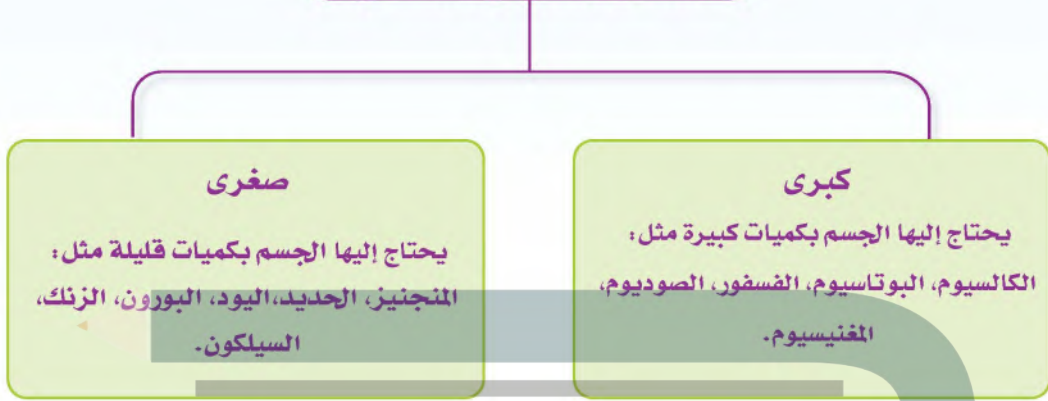 كبرى
يحتاج إليها الجسم بكميات كبيرة مثل:
الكالسيوم، البوتاسيوم، الفسفور، الصوديوم،
المغنيسيوم.
صغرى
يحتاج إليها الجسم بكميات قليلة مثل:
المنجنيز، الحديد،اليود، البورون، الزنك،
السيلكون.